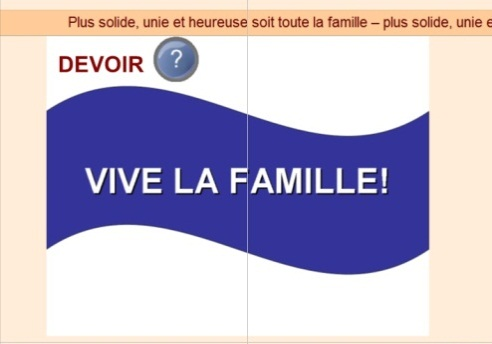 Plus solide, unie et heureuse soit toute la famille – plus solide, unie
DEVOIR ?
VIVE LA FAMILLE!